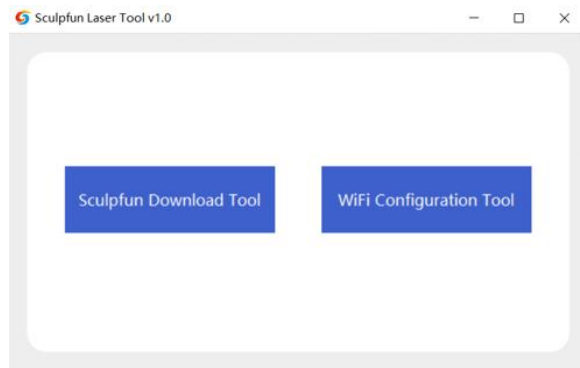 Sculpfun Laser Tool v1.0
Sculpfun Download Tool
WiFi Configuration Tool